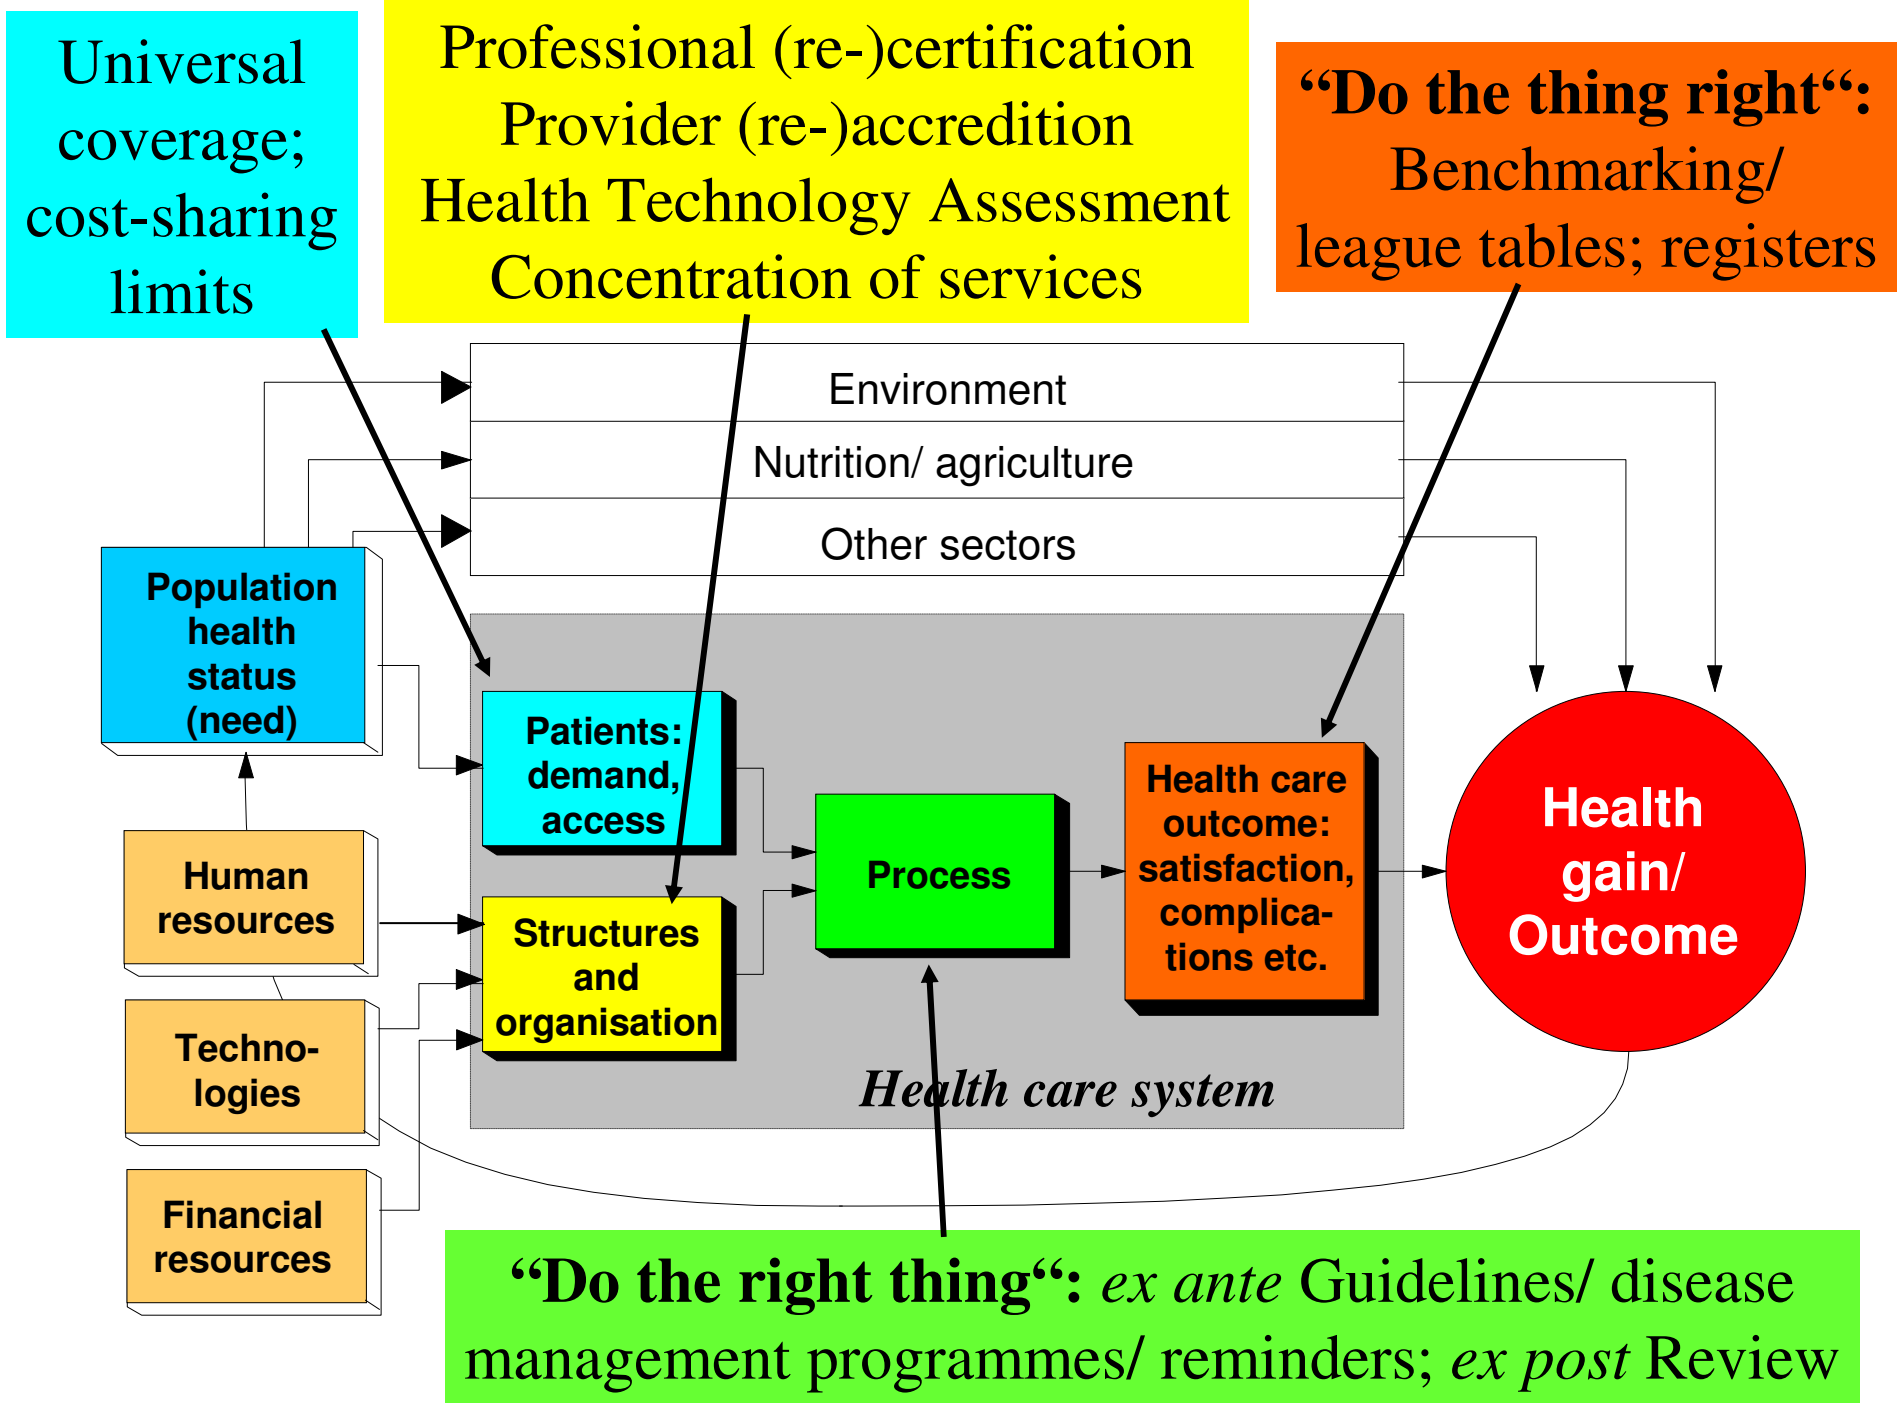 Universal
coverage;
cost-sharing
limits
Professional (re-)certification
Provider (re-)accredition
Health Technology Assessment
Concentration of services
“Do the thing right“:
Benchmarking/
league tables; registers
Environment
Nutrition/ agriculture
Other sectors
Population
health
status
(need)
Human
resources
Techno-
logies
Financial
resources
Patients:
demand,
access
Structures
and
organisation
Process
Health care
outcome:
satisfaction,
complica-
tions etc.
Health
gain/
Outcome
Health care system
“Do the right thing“: ex ante Guidelines/ disease
management programmes/ reminders; ex post Review